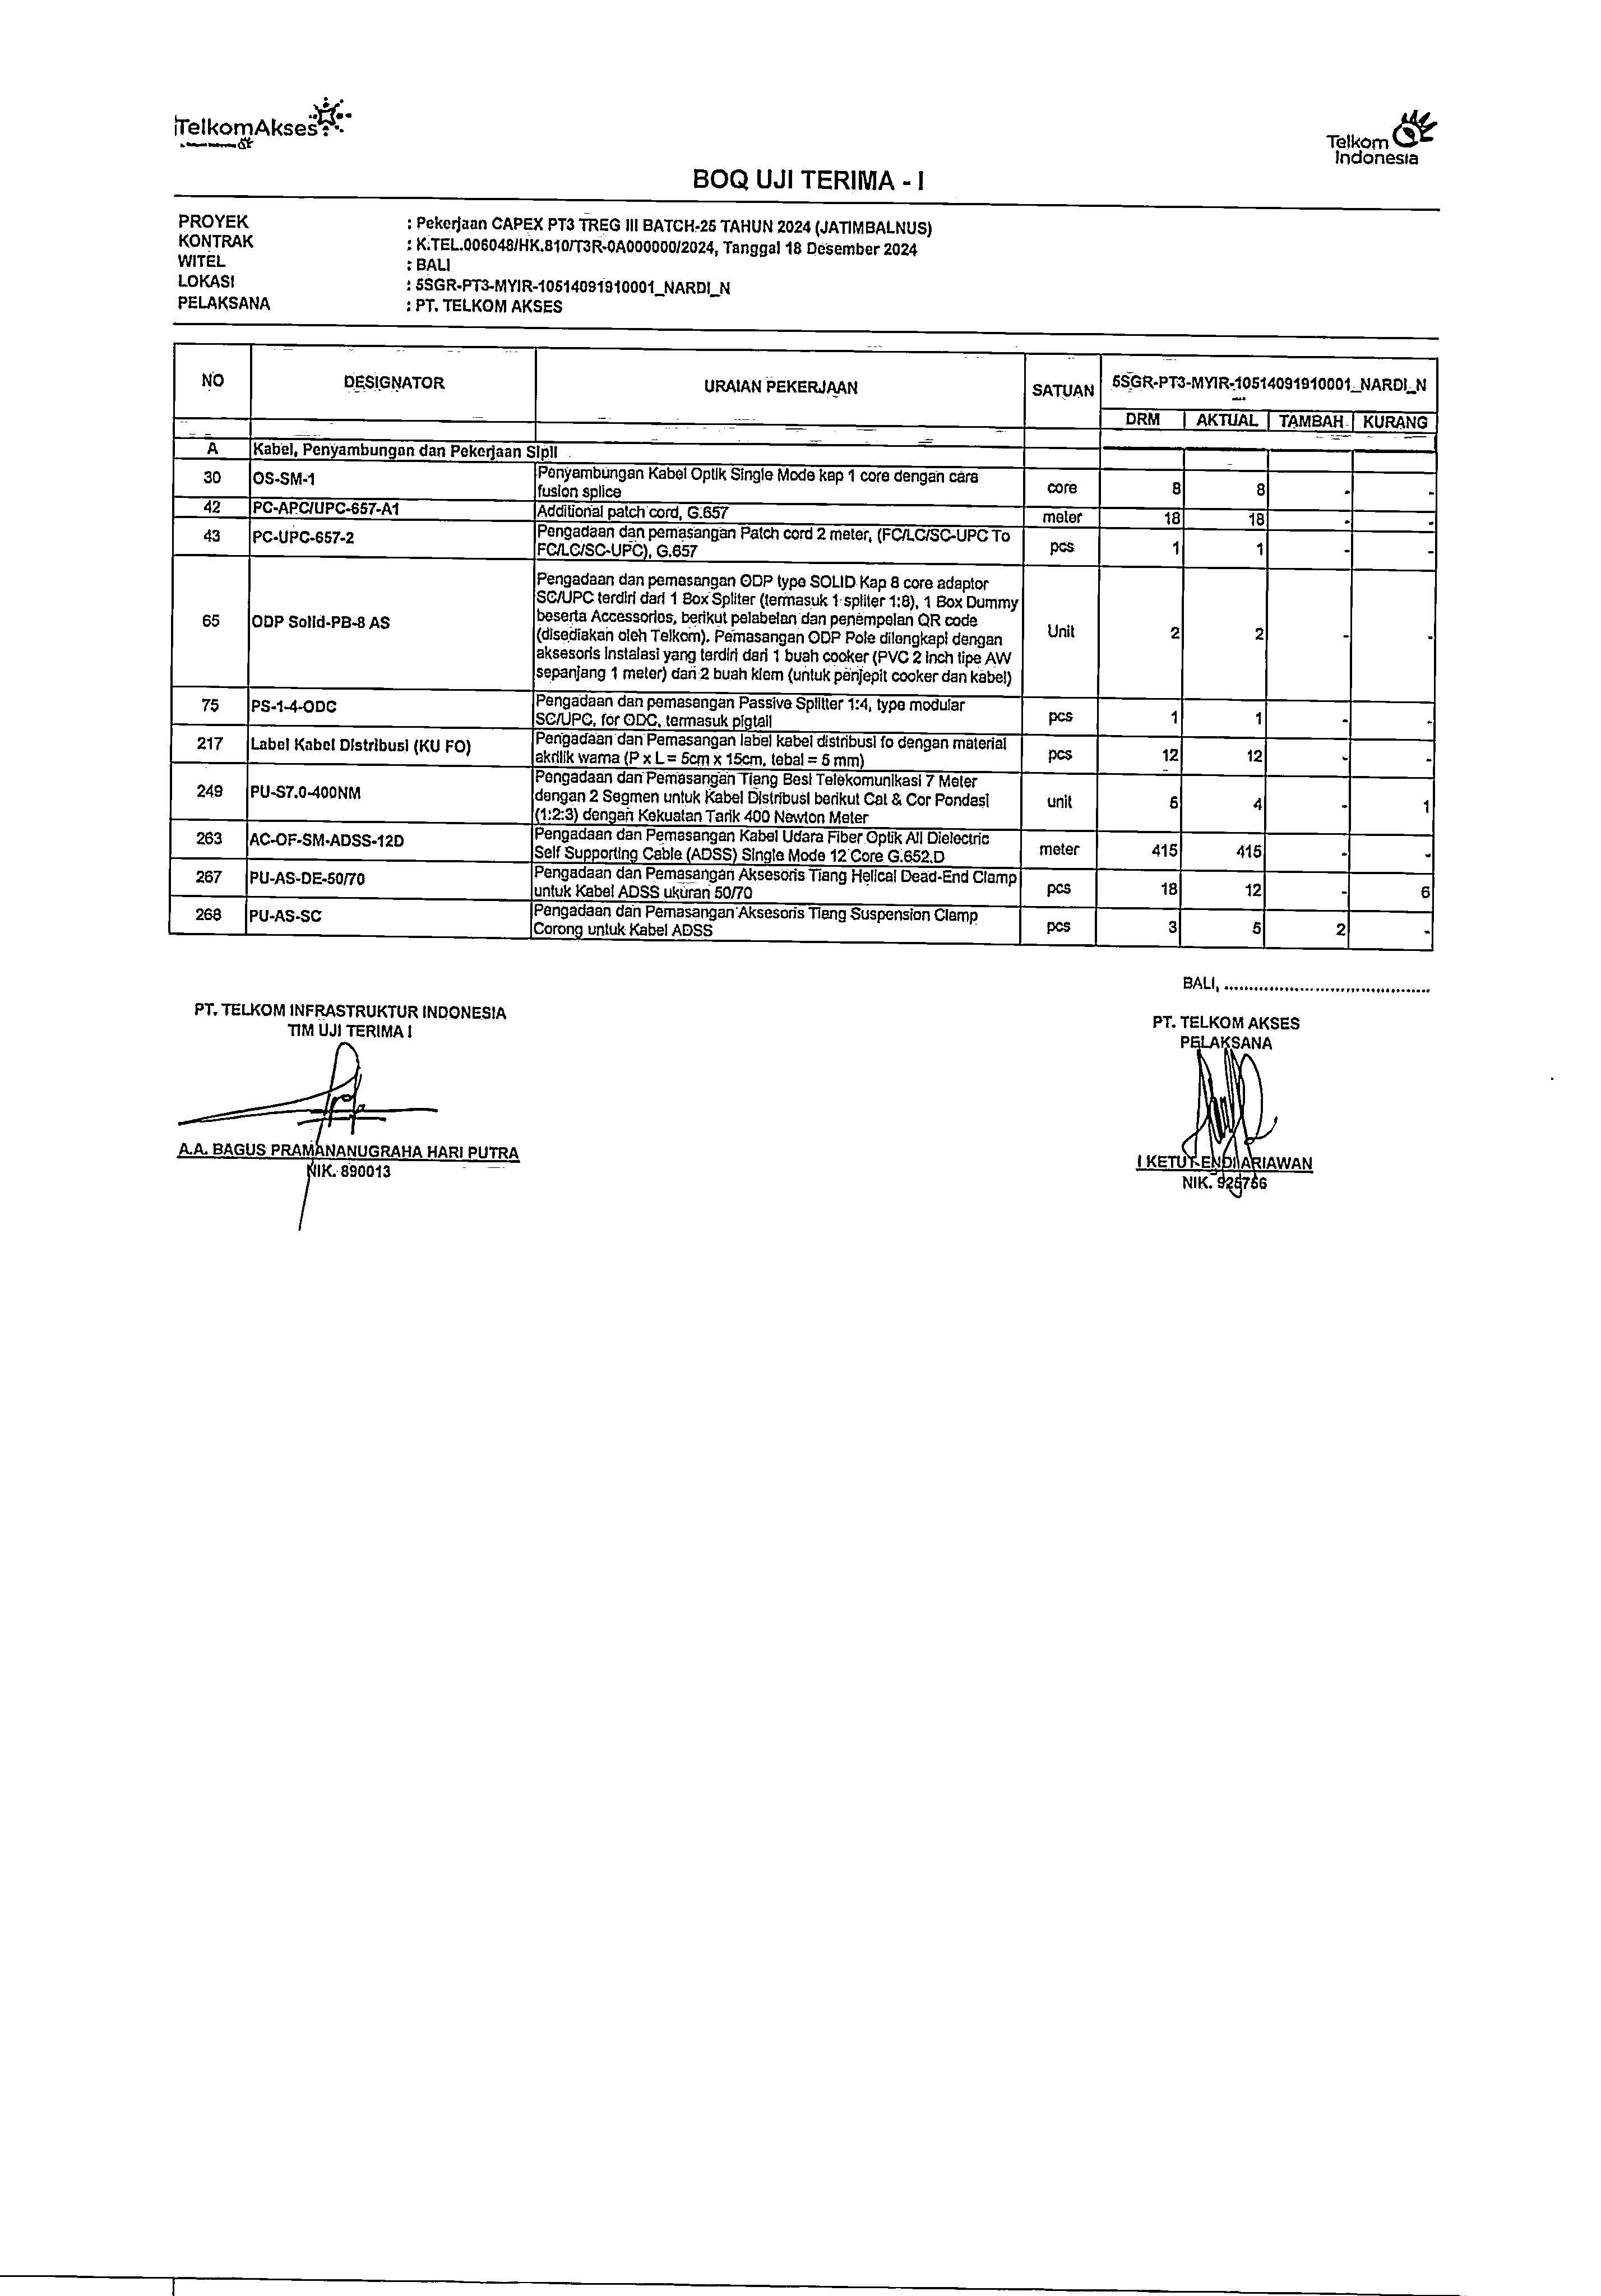 TelkomAkses
Telkom
Indonesia
BOQ UJI TERIMA - I
PROYEK : Pekerjaan CAPEX PT3 TREG III BATCH-25 TAHUN 2024 (JATIMBALNUS)
KONTRAK : K.TEL.006048/HK.810/T3R-0A000000/2024, Tanggal 18 Desember 2024
WITEL : BALI
LOKASI : 5SGR-PT3-MYIR-10514091910001_NARDI_N
PELAKSANA : PT. TELKOM AKSES
NO DESIGNATOR URAIAN PEKERJAAN SATUAN 5SGR-PT3-MYIR-10514091910001_NARDI_N
DRM AKTUAL TAMBAH KURANG
A Kabel, Penyambungan dan Pekerjaan Sipil
30 OS-SM-1 Penyambungan Kabel Optik Single Mode kap 1 core dengan cara
fusion splice core 8 8 - -
42 PC-APC/UPC-657-A1 Additional patch cord, G.657 meter 18 18 - -
43 PC-UPC-657-2 Pengadaan dan pemasangan Patch cord 2 meter, (FC/LC/SC-UPC To
FC/LC/SC-UPC), G.657 pcs 1 1 - -
Pengadaan dan pemasangan ODP type SOLID Kap 8 core adaptor
SC/UPC terdiri dari 1 Box Spliter (termasuk 1 spliter 1:8), 1 Box Dummy
beserta Accessories, berikut pelabelan dan penempelan QR code
65 ODP Solid-PB-8 AS (disediakan oleh Telkom). Pemasangan ODP Pole dilengkapi dengan Unit 2 2 - -
aksesoris Instalasi yang terdiri dari 1 buah cooker (PVC 2 inch tipe AW
sepanjang 1 meter) dan 2 buah klem (untuk penjepit cooker dan kabel)
75 PS-1-4-ODC Pengadaan dan pemasangan Passive Splitter 1:4, type modular
SC/UPC, for ODC, termasuk pigtail pcs 1 1 - -
217 Label Kabel Distribusi (KU FO) Pengadaan dan Pemasangan label kabel distribusi fo dengan material
akrilik warna (P x L = 5cm x 15cm, tebal = 5 mm) pcs 12 12 - -
Pengadaan dan Pemasangan Tiang Besi Telekomunikasi 7 Meter
249 PU-S7.0-400NM dengan 2 Segmen untuk Kabel Distribusi berikut Cat & Cor Pondasi unit 5 4 - 1
(1:2:3) dengan Kekuatan Tarik 400 Newton Meter
263 AC-OF-SM-ADSS-12D Pengadaan dan Pemasangan Kabel Udara Fiber Optik All Dielectric
Self Supporting Cable (ADSS) Single Mode 12 Core G.652.D meter 415 415 - -
267 PU-AS-DE-50/70 Pengadaan dan Pemasangan Aksesoris Tiang Helical Dead-End Clamp
untuk Kabel ADSS ukuran 50/70 pcs 18 12 - 6
268 PU-AS-SC Pengadaan dan Pemasangan Aksesoris Tiang Suspension Clamp
Corong untuk Kabel ADSS pcs 3 5 2 -
BALI, ..........................................
PT. TELKOM INFRASTRUKTUR INDONESIA
TIM UJI TERIMA I
PT. TELKOM AKSES
PELAKSANA
A.A. BAGUS PRAMANANUGRAHA HARI PUTRA
NIK. 890013
I KETUT ENDI ARIAWAN
NIK. 925756